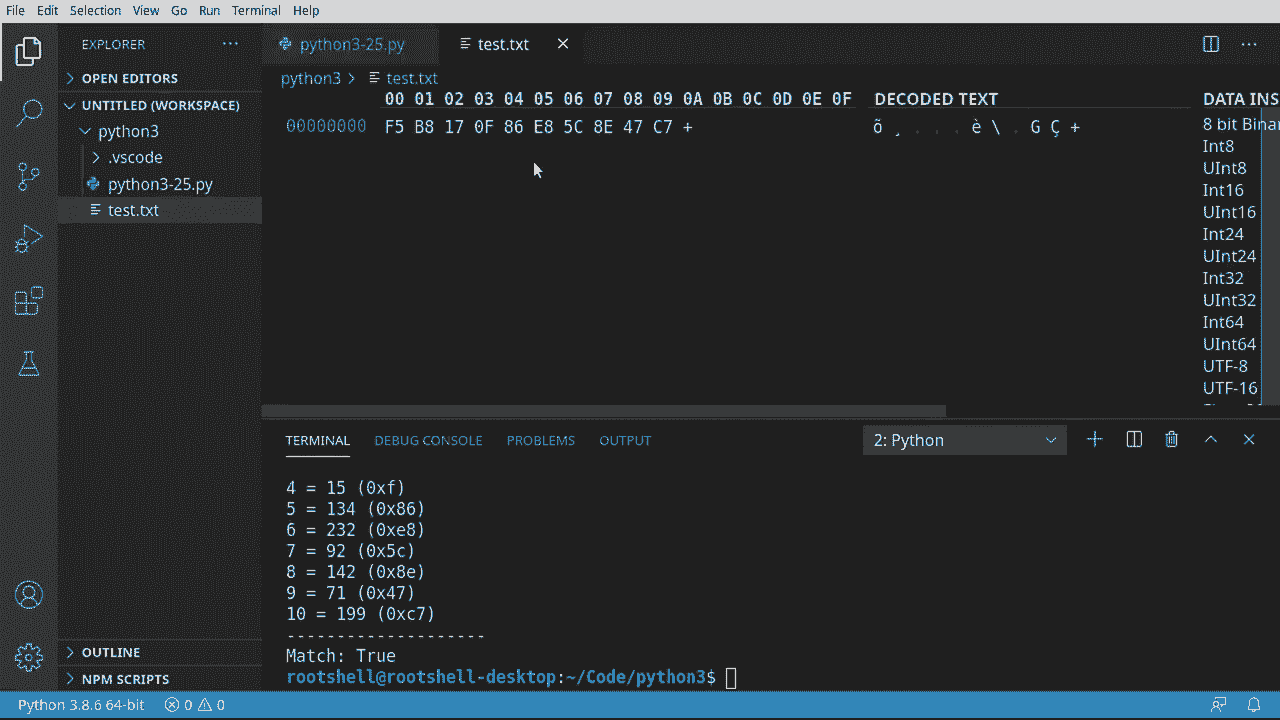 File Edit Selection View Go Run Terminal Help
EXPLORER ···
OPEN EDITORS
UNTITLED (WORKSPACE)
python3
.vscode
python3-25.py
test.txt
python3-25.py
test.txt
python3 > test.txt
00 01 02 03 04 05 06 07 08 09 0A 0B 0C 0D 0E 0F DECODED TEXT DATA INS
00000000 F5 B8 17 0F 86 E8 5C 8E 47 C7 + õ ¸ . . . è \ . G Ç +
8 bit Binar
Int8
UInt8
Int16
UInt16
Int24
UInt24
Int32
UInt32
Int64
UInt64
UTF-8
UTF-16
TERMINAL DEBUG CONSOLE PROBLEMS OUTPUT 2: Python
4 = 15 (0xf)
5 = 134 (0x86)
6 = 232 (0xe8)
7 = 92 (0x5c)
8 = 142 (0x8e)
9 = 71 (0x47)
10 = 199 (0xc7)
--------------------
Match: True
rootshell@rootshell-desktop:~/Code/python3$
OUTLINE
NPM SCRIPTS
Python 3.8.6 64-bit 0 0